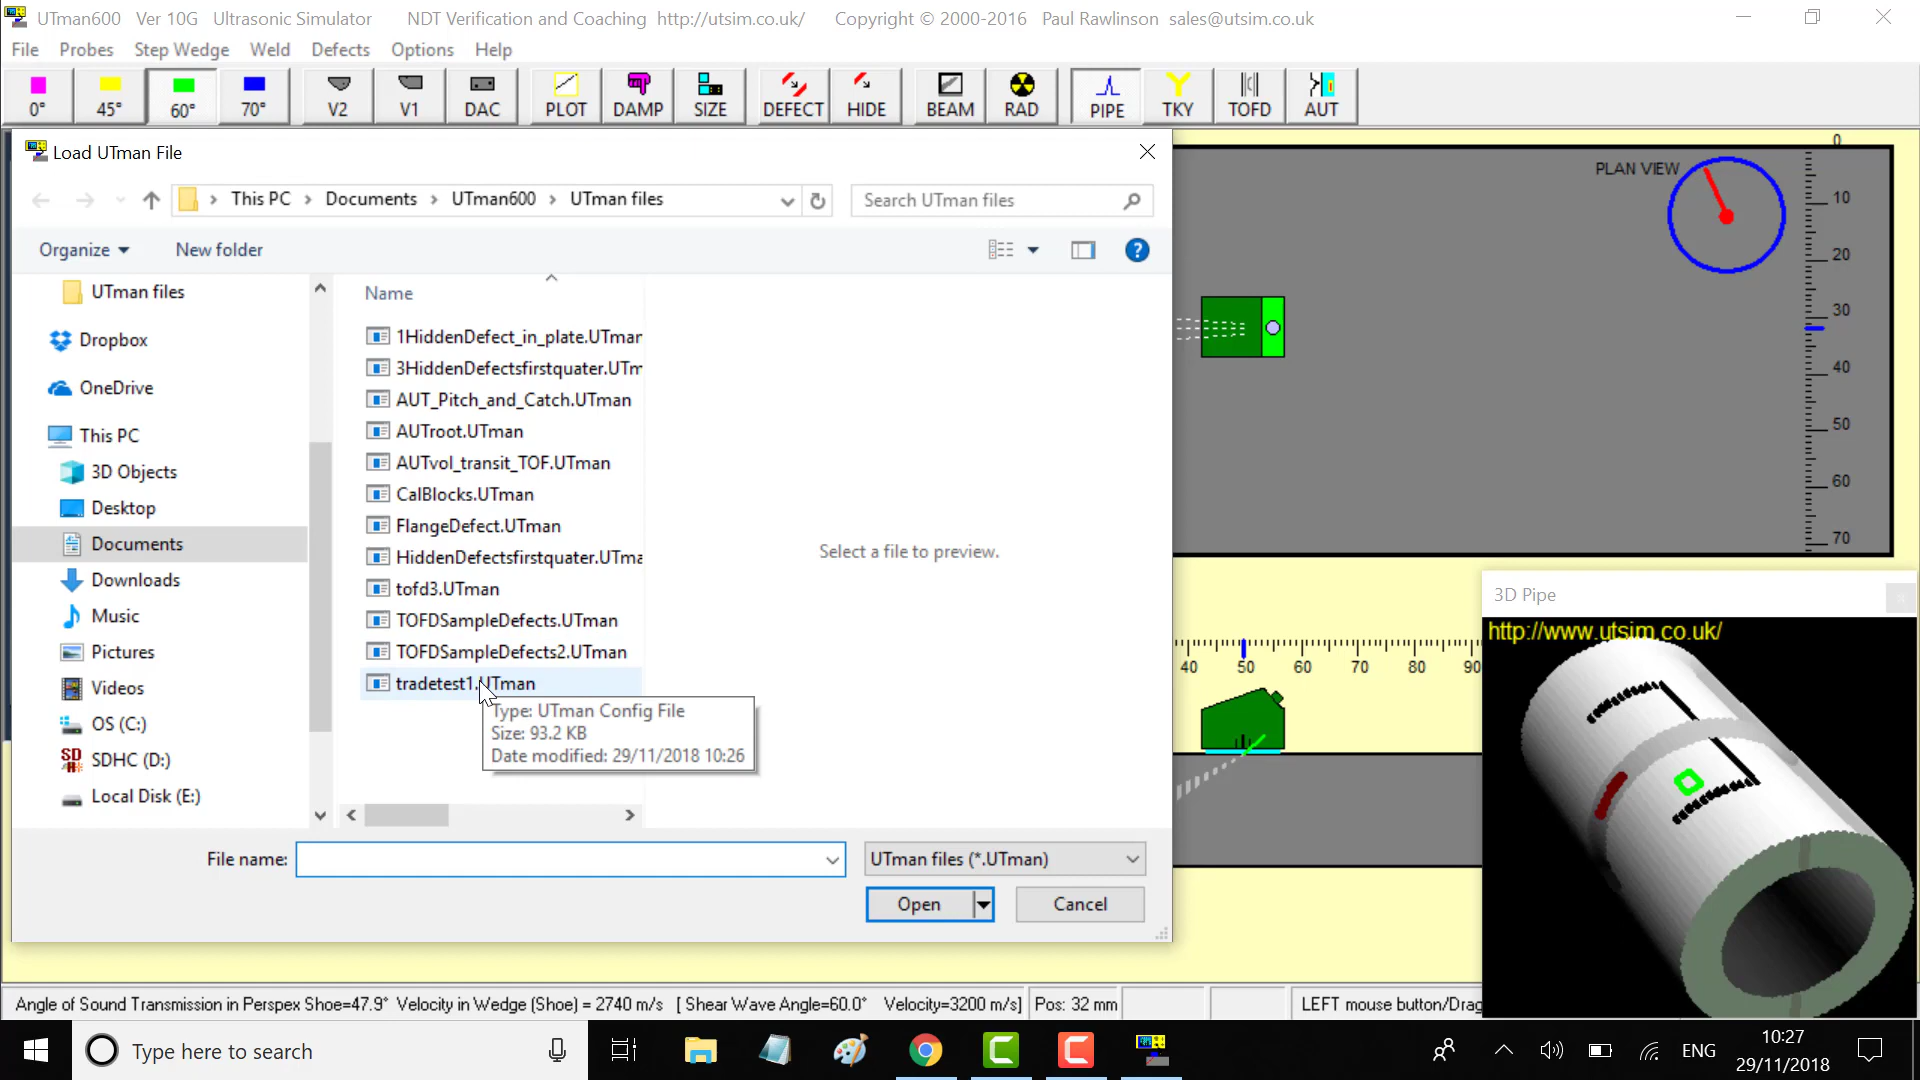 UTman600 Ver 10G Ultrasonic Simulator NDT Verification and Coaching http://utsim.co.uk/ Copyright © 2000-2016 Paul Rawlinson sales@utsim.co.uk
File Probes Step Wedge Weld Defects Options Help
0° 45° 60° 70° V2 V1 DAC PLOT DAMP SIZE DEFECT HIDE BEAM RAD PIPE TKY TOFD AUT
Load UTman File
This PC Documents UTman600 UTman files
Search UTman files
Organize New folder
UTman files
Dropbox
OneDrive
This PC
3D Objects
Desktop
Documents
Downloads
Music
Pictures
Videos
OS (C:)
SDHC (D:)
Local Disk (E:)
Name
1HiddenDefect_in_plate.UTman
3HiddenDefectsfirstquater.UTm
AUT_Pitch_and_Catch.UTman
AUTroot.UTman
AUTvol_transit_TOF.UTman
CalBlocks.UTman
FlangeDefect.UTman
HiddenDefectsfirstquater.UTma
tofd3.UTman
TOFDSampleDefects.UTman
TOFDSampleDefects2.UTman
tradetest1.UTman
Type: UTman Config File
Size: 93.2 KB
Date modified: 29/11/2018 10:26
Select a file to preview.
File name:
UTman files (*.UTman)
Open Cancel
PLAN VIEW
0
10
20
30
40
50
60
70
40 50 60 70 80 90
3D Pipe
http://www.utsim.co.uk/
Angle of Sound Transmission in Perspex Shoe=47.9° Velocity in Wedge (Shoe) = 2740 m/s [ Shear Wave Angle=60.0° Velocity=3200 m/s] Pos: 32 mm LEFT mouse button/Drag
Type here to search
ENG
10:27
29/11/2018